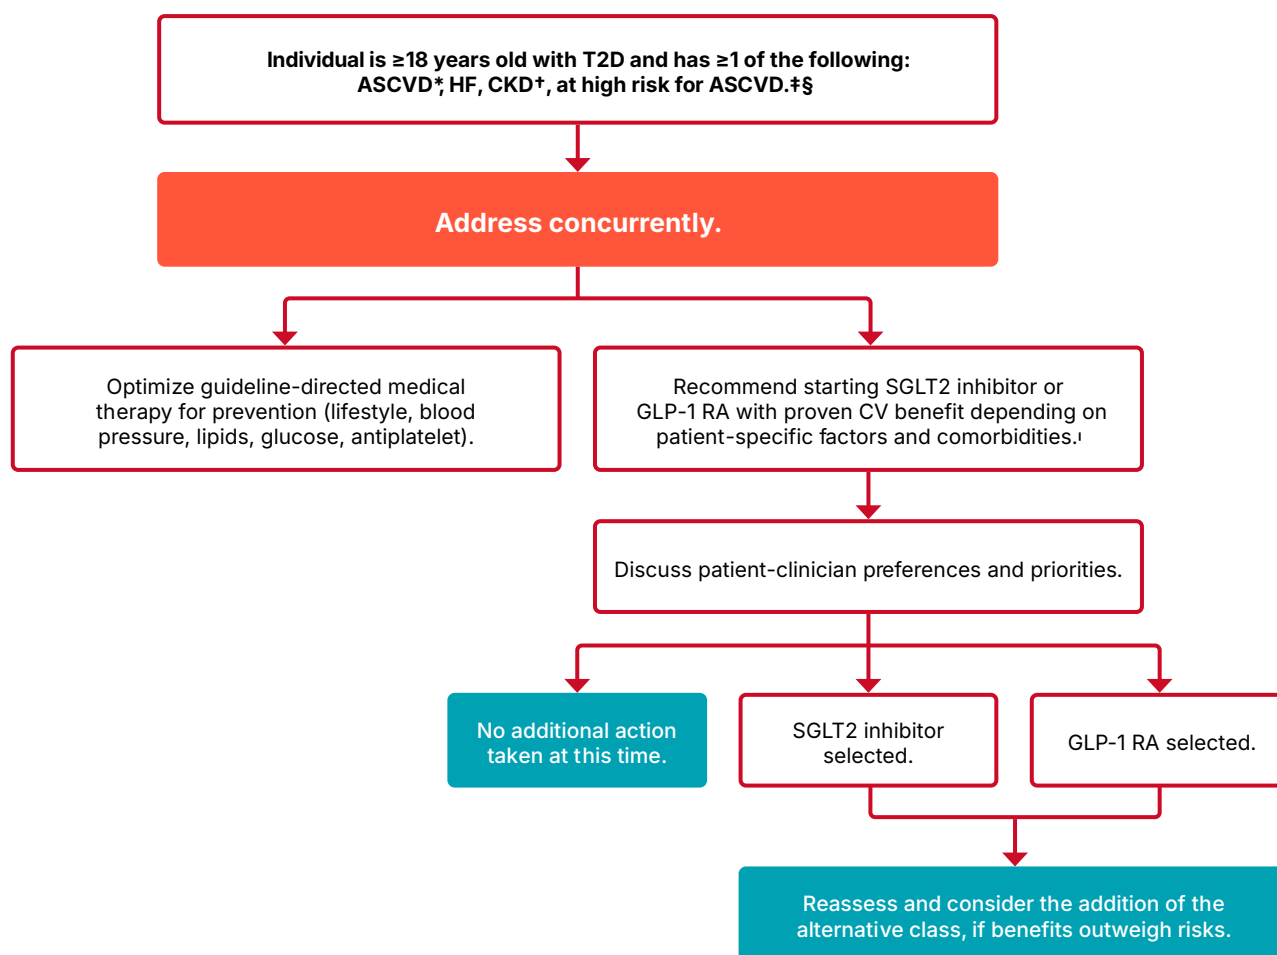 Individual is ≥18 years old with T2D and has ≥1 of the following:
ASCVD*, HF, CKD†, at high risk for ASCVD.‡§
Address concurrently.
Optimize guideline-directed medical
therapy for prevention (lifestyle, blood
pressure, lipids, glucose, antiplatelet).
Recommend starting SGLT2 inhibitor or
GLP-1 RA with proven CV benefit depending on
patient-specific factors and comorbidities.ı
Discuss patient-clinician preferences and priorities.
No additional action
taken at this time.
SGLT2 inhibitor
selected.
GLP-1 RA selected.
Reassess and consider the addition of the
alternative class, if benefits outweigh risks.